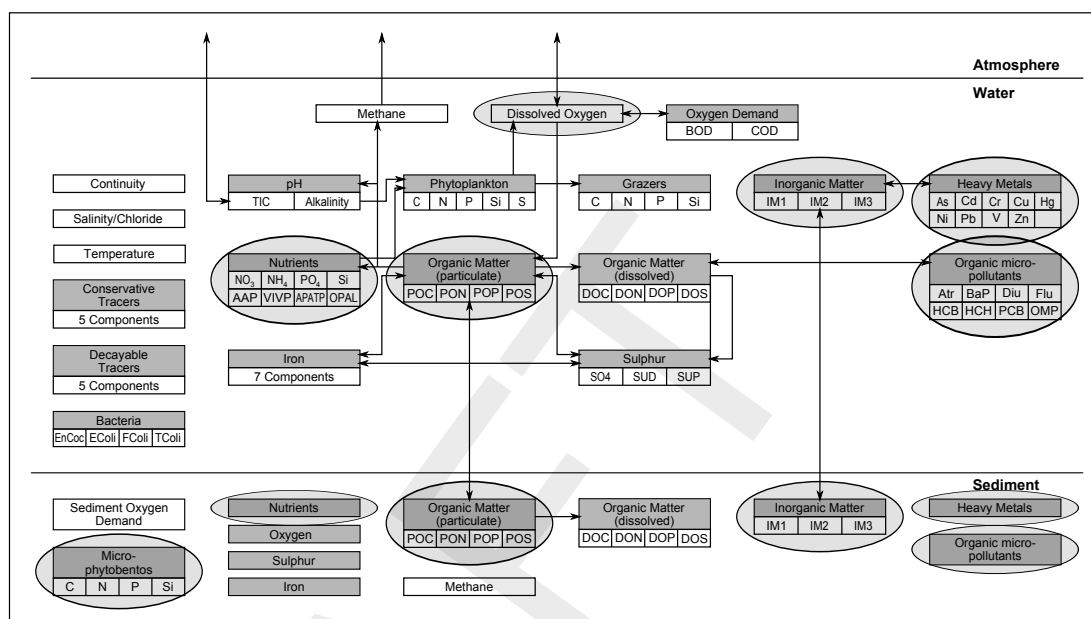 Atmosphere
Water
Methane
Dissolved Oxygen
Oxygen Demand
BOD COD
Continuity
Salinity/Chloride
Temperature
Conservative
Tracers
5 Components
Decayable
Tracers
5 Components
Bacteria
EnCoc EColi FColi TColi
pH
TIC Alkalinity
Phytoplankton
C N P Si S
Grazers
C N P Si
Inorganic Matter
IM1 IM2 IM3
Heavy Metals
As Cd Cr Cu Hg
Ni Pb V Zn
Nutrients
NO3 NH4 PO4 Si
AAP VIVP APATP OPAL
Organic Matter
(particulate)
POC PON POP POS
Organic Matter
(dissolved)
DOC DON DOP DOS
Organic micro-
pollutants
Atr BaP Diu Flu
HCB HCH PCB OMP
Iron
7 Components
Sulphur
SO4 SUD SUP
Sediment
Sediment Oxygen
Demand
Micro-
phytobentos
C N P Si
Nutrients
Oxygen
Sulphur
Iron
Organic Matter
(particulate)
POC PON POP POS
Methane
Organic Matter
(dissolved)
DOC DON DOP DOS
Inorganic Matter
IM1 IM2 IM3
Heavy Metals
Organic micro-
pollutants